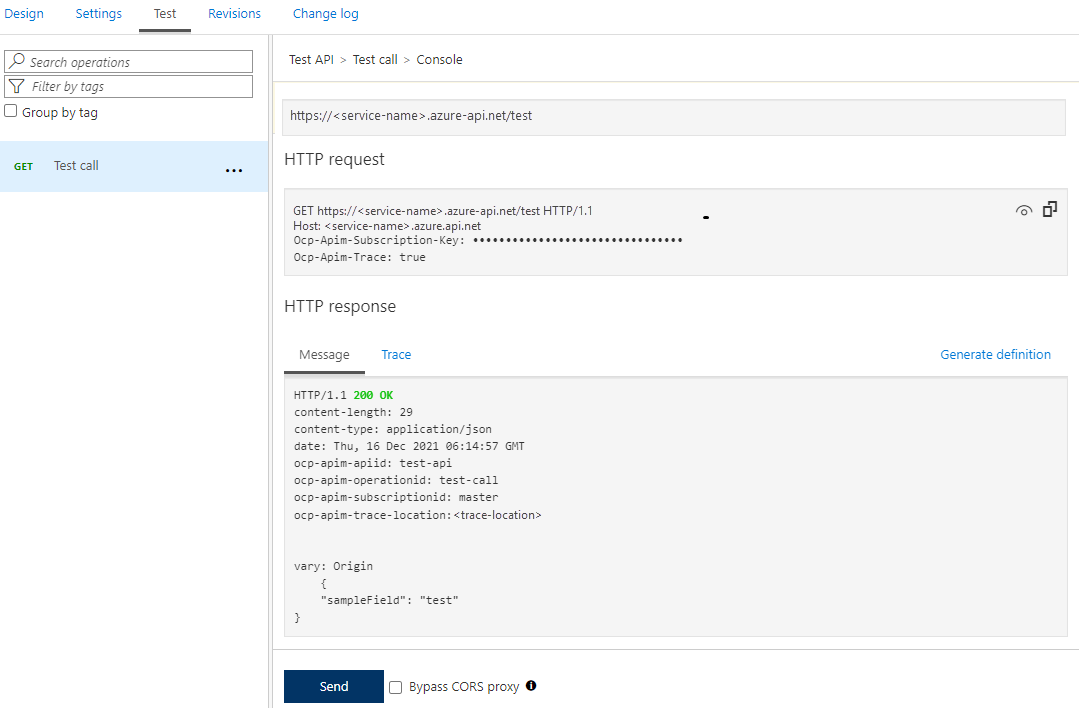 Design Settings Test Revisions Change log
Search operations
Filter by tags
Group by tag
GET Test call ...
Test API > Test call > Console
https://<service-name>.azure-api.net/test
HTTP request
GET https://<service-name>.azure-api.net/test HTTP/1.1
Host: <service-name>.azure.api.net
Ocp-Apim-Subscription-Key: ••••••••••••••••••••••••••••••••
Ocp-Apim-Trace: true
HTTP response
Message Trace Generate definition
HTTP/1.1 200 OK
content-length: 29
content-type: application/json
date: Thu, 16 Dec 2021 06:14:57 GMT
ocp-apim-apiid: test-api
ocp-apim-operationid: test-call
ocp-apim-subscriptionid: master
ocp-apim-trace-location:<trace-location>
vary: Origin
{
"sampleField": "test"
}
Send Bypass CORS proxy